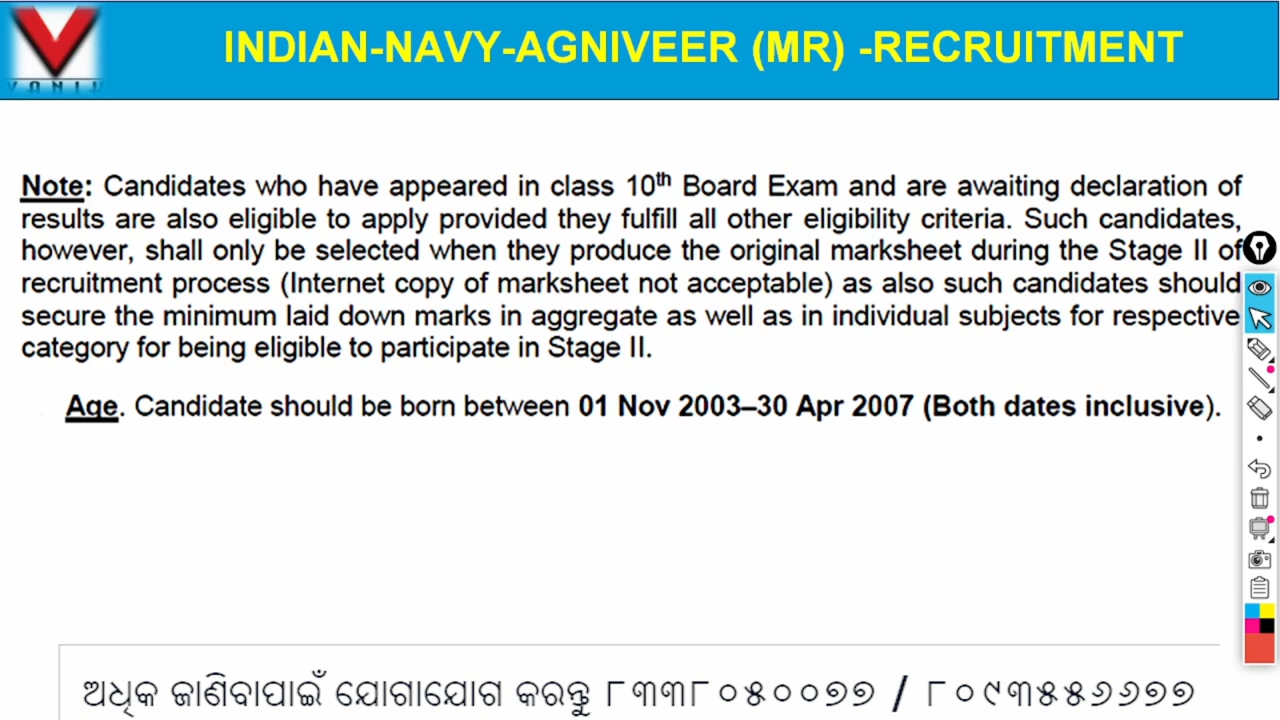 VANIJ
INDIAN-NAVY-AGNIVEER (MR) -RECRUITMENT
Note: Candidates who have appeared in class 10th Board Exam and are awaiting declaration of
results are also eligible to apply provided they fulfill all other eligibility criteria. Such candidates,
however, shall only be selected when they produce the original marksheet during the Stage II of
recruitment process (Internet copy of marksheet not acceptable) as also such candidates should
secure the minimum laid down marks in aggregate as well as in individual subjects for respective
category for being eligible to participate in Stage II.
Age. Candidate should be born between 01 Nov 2003–30 Apr 2007 (Both dates inclusive).
ଅଧିକ ଜାଣିବାପାଇଁ ଯୋଗାଯୋଗ କରନ୍ତୁ ୮୩୩୮୦୫୦୦୭୭ / ୮୦୯୩୫୫୬୬୭୭